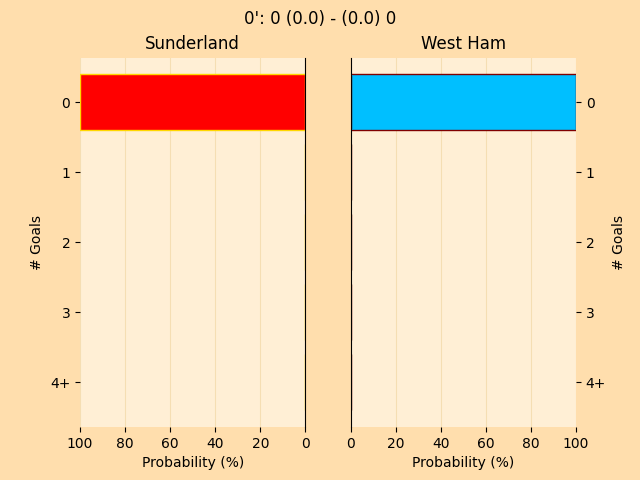 0': 0 (0.0) - (0.0) 0
Sunderland
West Ham
# Goals
0
1
2
3
4+
100 80 60 40 20 0
Probability (%)
0 20 40 60 80 100
Probability (%)
0
1
2
3
4+
# Goals